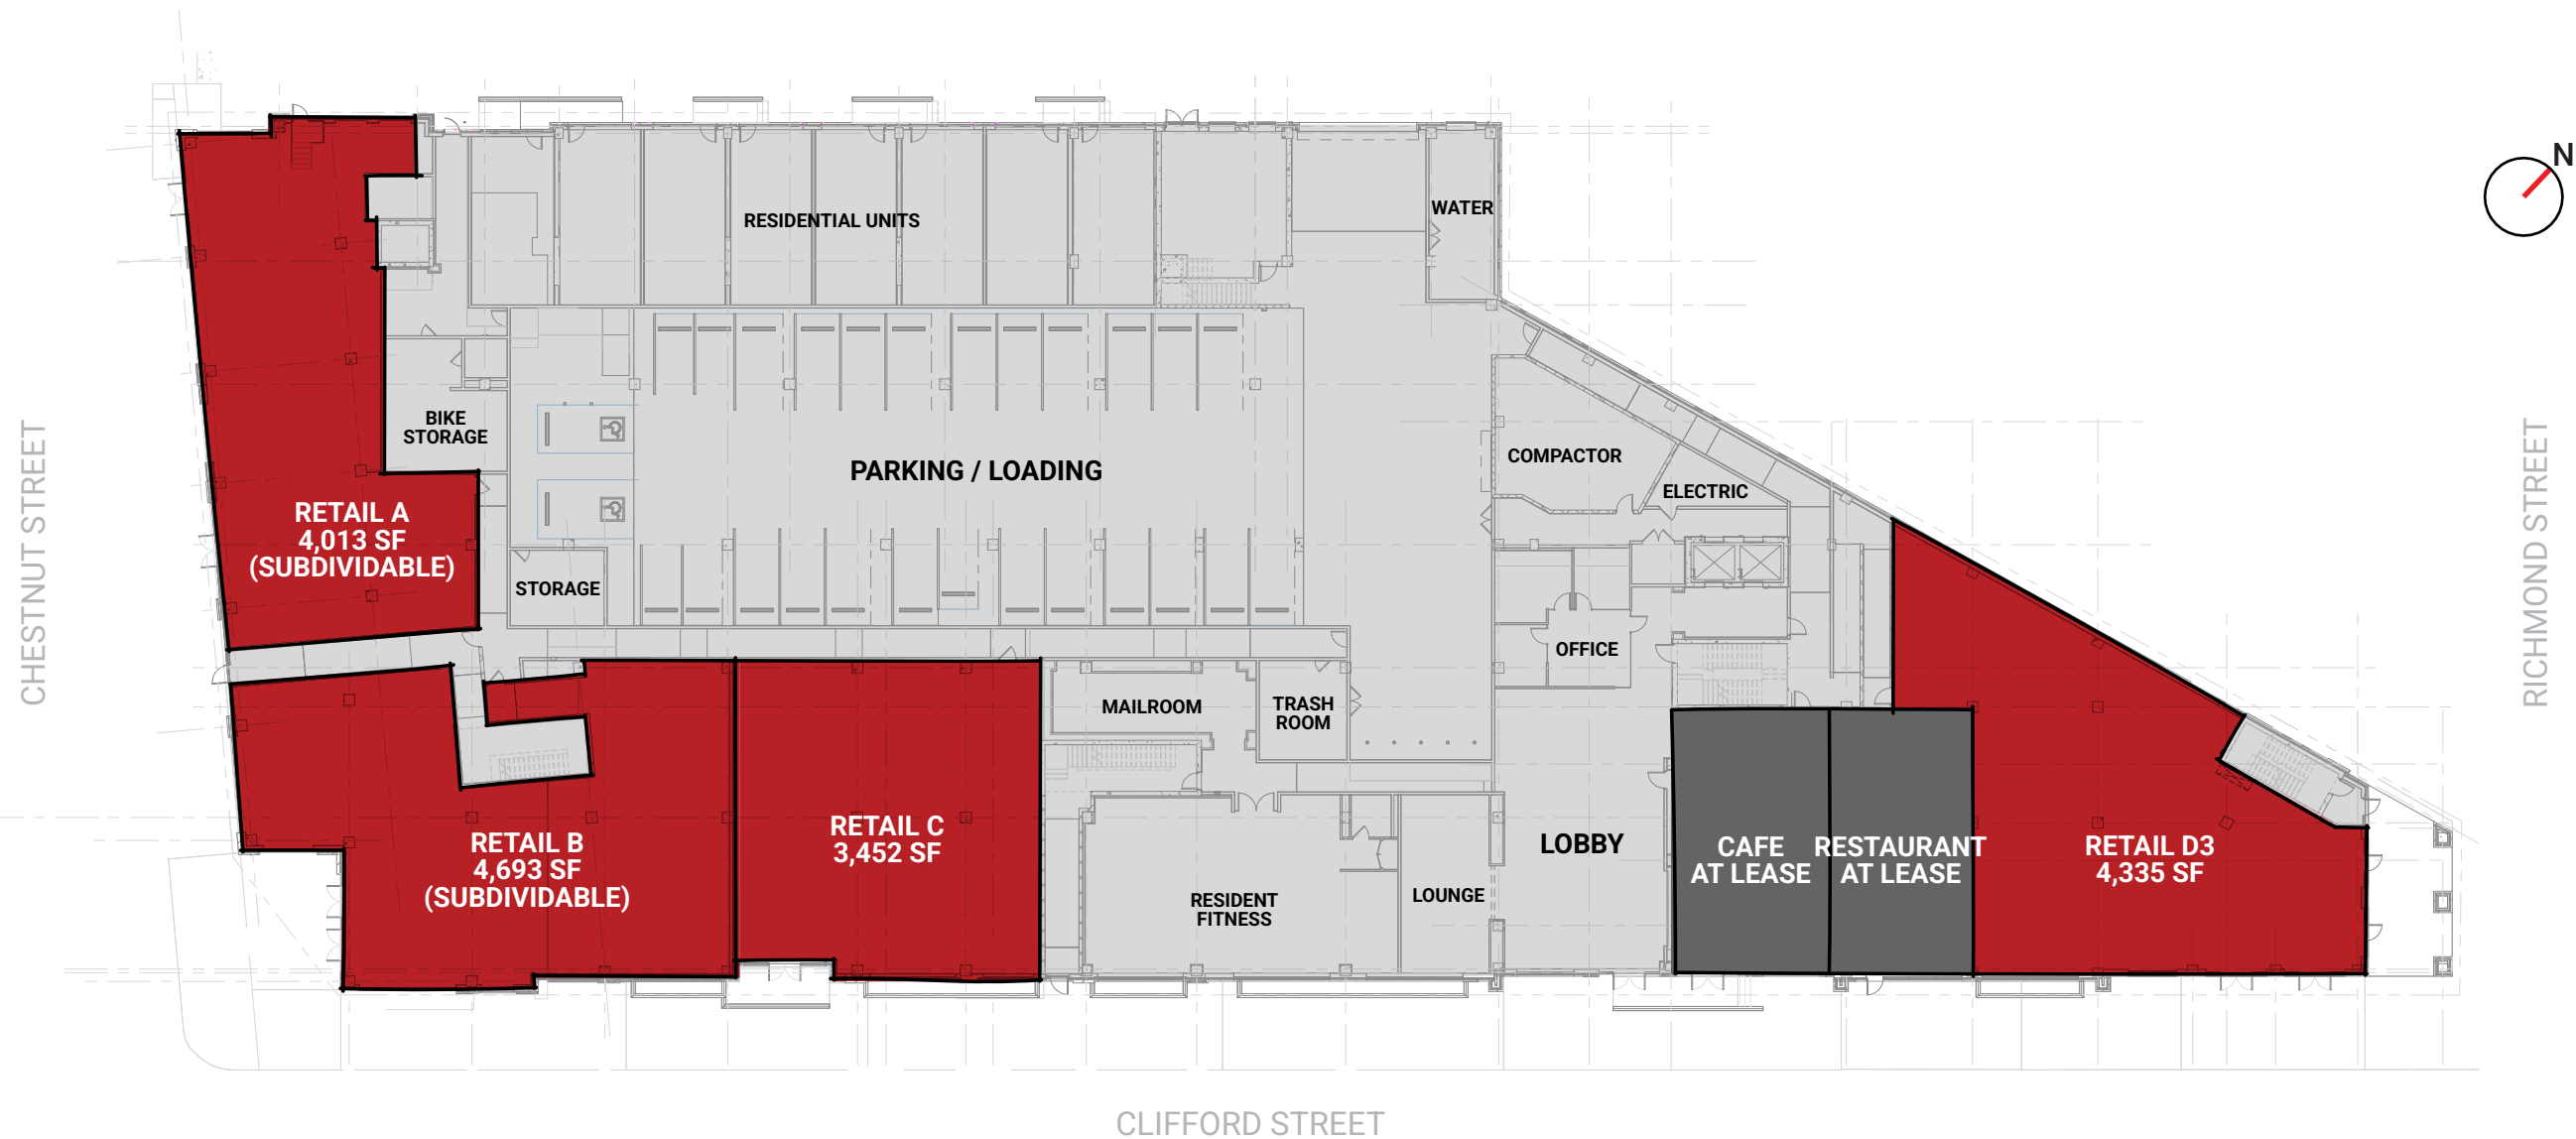 N
WATER
RESIDENTIAL UNITS
BIKE
STORAGE
PARKING / LOADING
COMPACTOR
ELECTRIC
CHESTNUT STREET
RICHMOND STREET
RETAIL A
4,013 SF
(SUBDIVIDABLE)
STORAGE
OFFICE
MAILROOM
TRASH
ROOM
RETAIL B
4,693 SF
(SUBDIVIDABLE)
RETAIL C
3,452 SF
RESIDENT
FITNESS
LOUNGE
LOBBY
CAFE
AT LEASE
RESTAURANT
AT LEASE
RETAIL D3
4,335 SF
CLIFFORD STREET